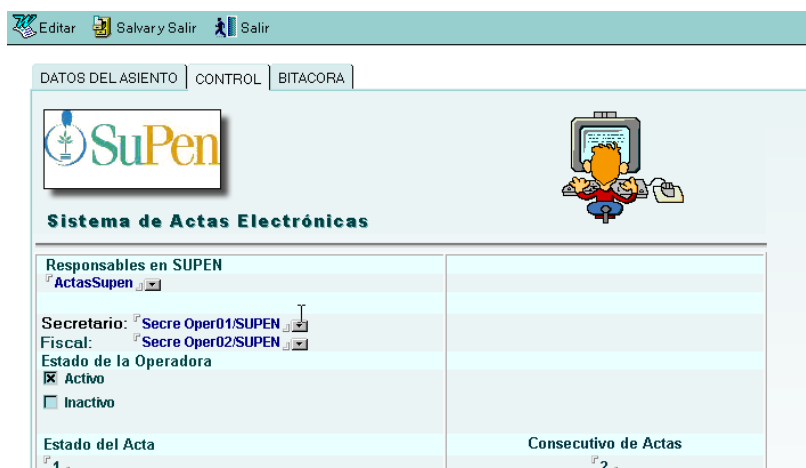 Editar Salvar y Salir Salir
DATOS DEL ASIENTO CONTROL BITACORA
SuPen
Sistema de Actas Electrónicas
Responsables en SUPEN
ActasSupen
Secretario: Secre Oper01/SUPEN
Fiscal: Secre Oper02/SUPEN
Estado de la Operadora
Activo
Inactivo
Estado del Acta Consecutivo de Actas
1 2